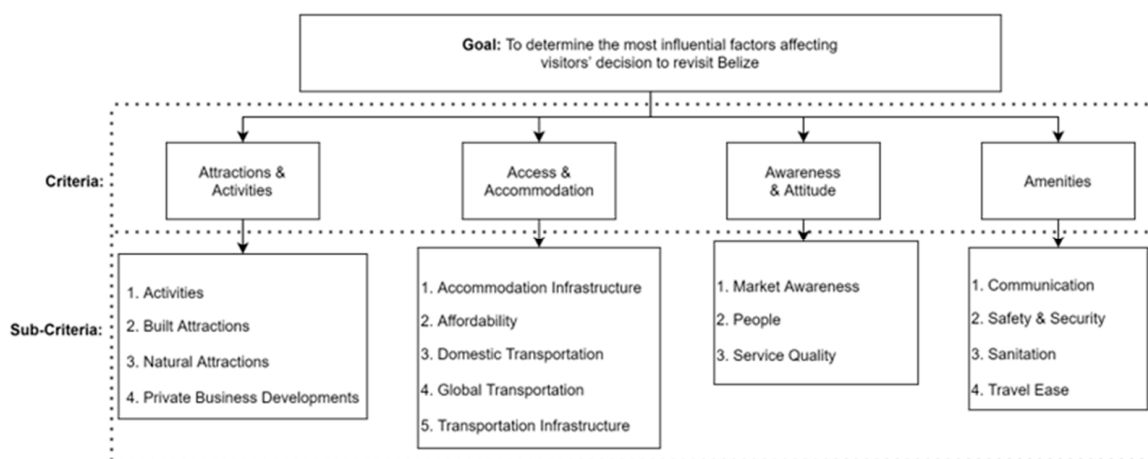 Goal: To determine the most influential factors affecting
visitors' decision to revisit Belize
Criteria:
Attractions &
Activities
Access &
Accommodation
Awareness
& Attitude
Amenities
Sub-Criteria:
1. Activities
2. Built Attractions
3. Natural Attractions
4. Private Business Developments
1. Accommodation Infrastructure
2. Affordability
3. Domestic Transportation
4. Global Transportation
5. Transportation Infrastructure
1. Market Awareness
2. People
3. Service Quality
1. Communication
2. Safety & Security
3. Sanitation
4. Travel Ease